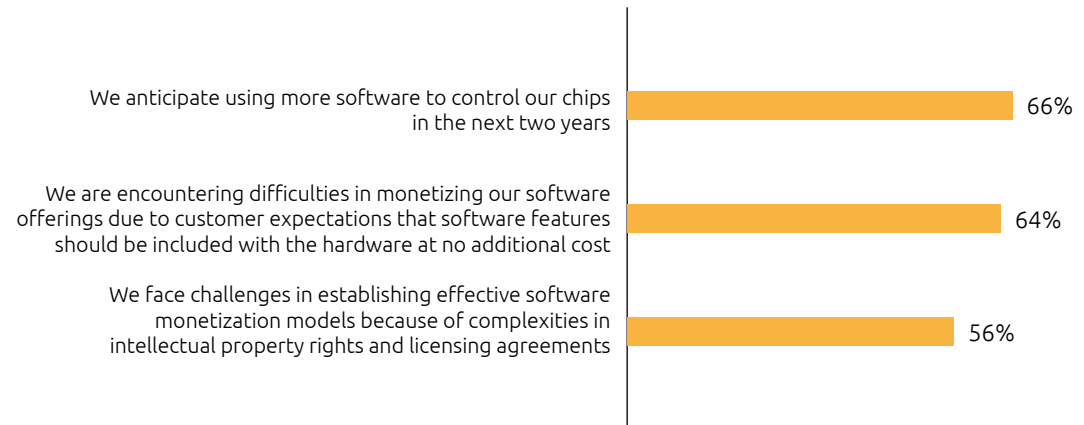 We anticipate using more software to control our chips
in the next two years
66%
We are encountering difficulties in monetizing our software
offerings due to customer expectations that software features
should be included with the hardware at no additional cost
64%
We face challenges in establishing effective software
monetization models because of complexities in
intellectual property rights and licensing agreements
56%